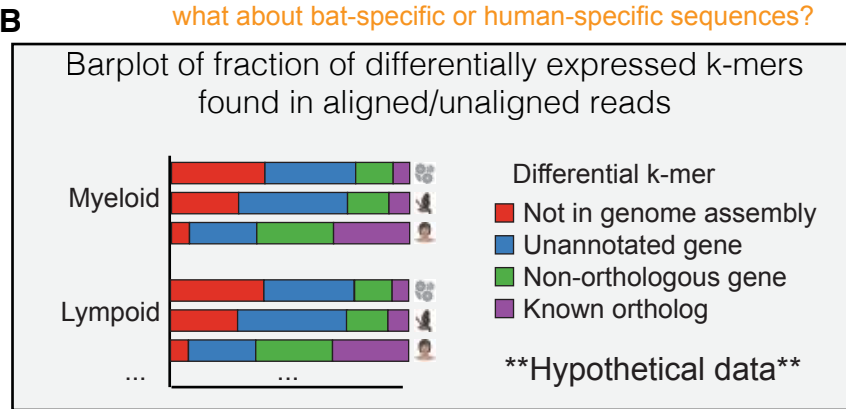 what about bat-specific or human-specific sequences?
B
Barplot of fraction of differentially expressed k-mers
found in aligned/unaligned reads
Myeloid
Lympoid
...
...
Differential k-mer
Not in genome assembly
Unannotated gene
Non-orthologous gene
Known ortholog
**Hypothetical data**